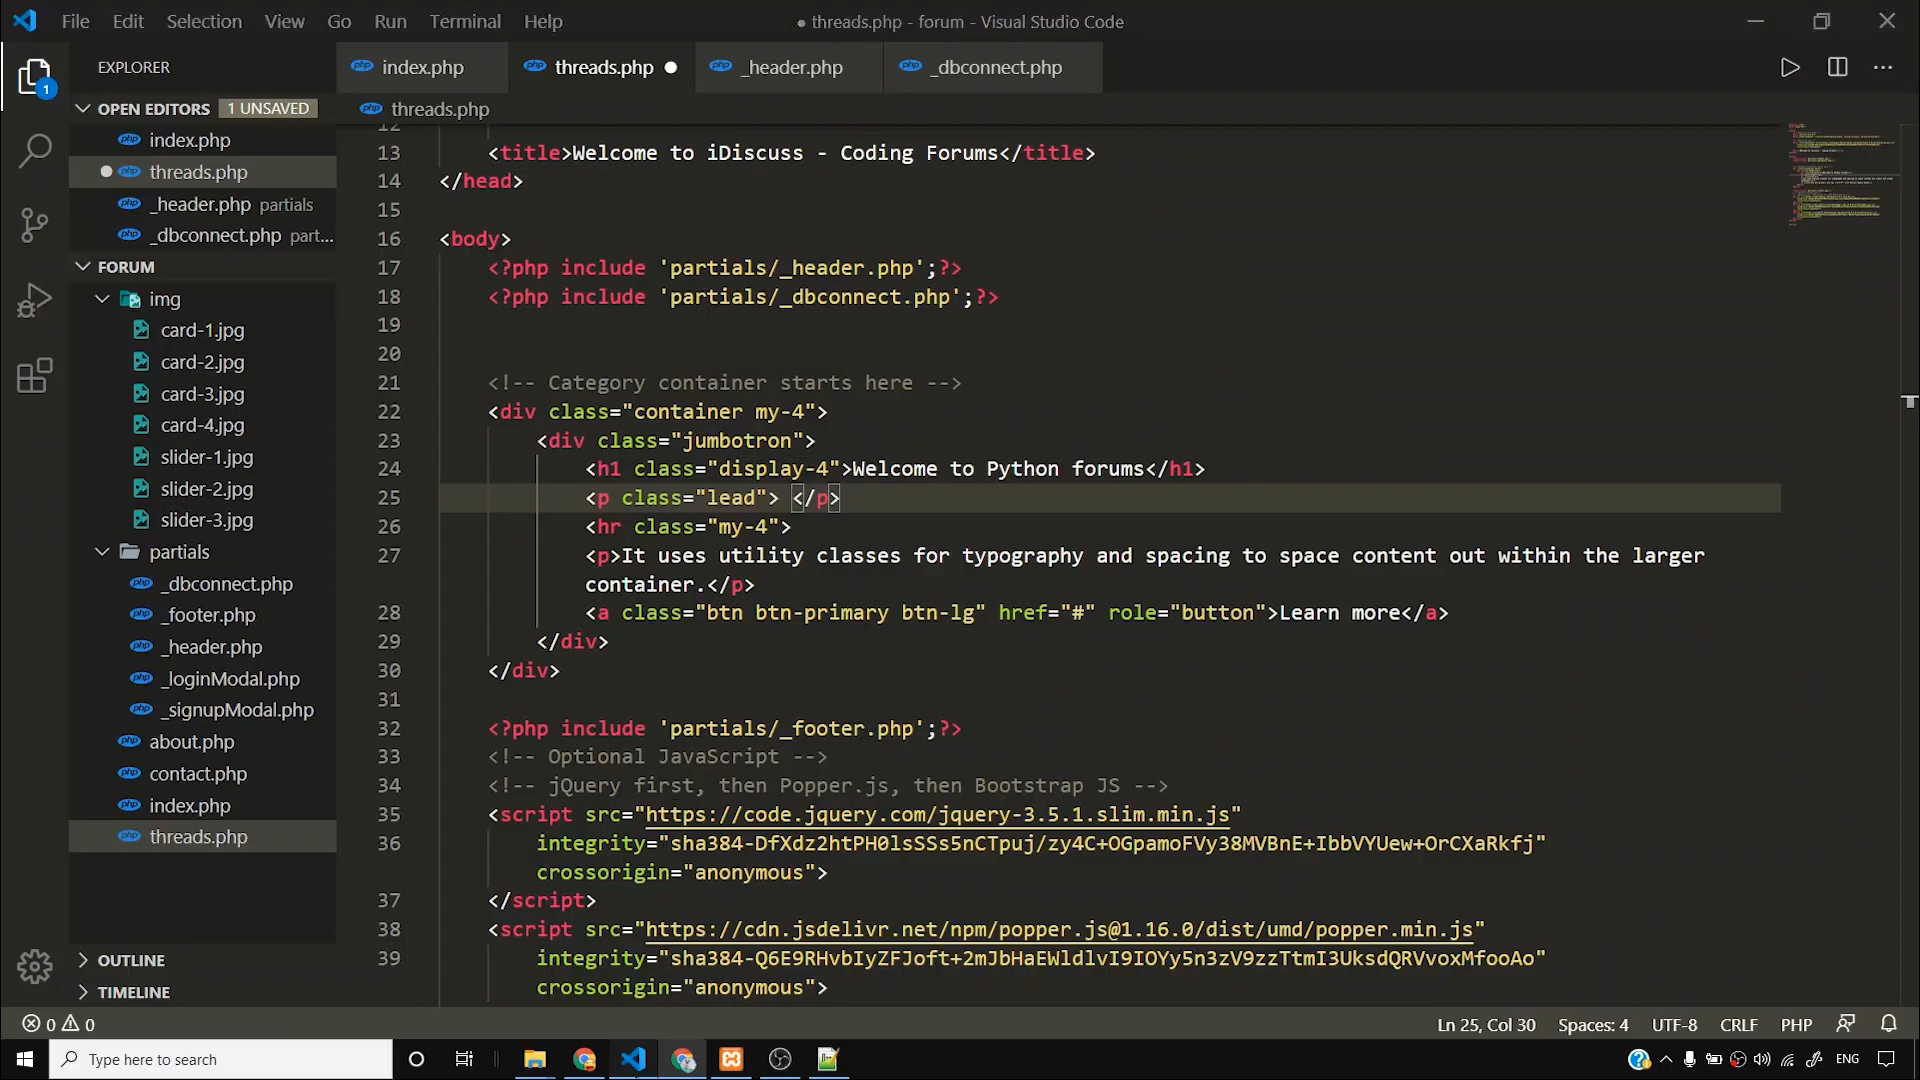 File Edit Selection View Go Run Terminal Help
● threads.php - forum - Visual Studio Code
EXPLORER
1
OPEN EDITORS 1 UNSAVED
index.php
threads.php
_header.php partials
_dbconnect.php part...
FORUM
img
card-1.jpg
card-2.jpg
card-3.jpg
card-4.jpg
slider-1.jpg
slider-2.jpg
slider-3.jpg
partials
_dbconnect.php
_footer.php
_header.php
_loginModal.php
_signupModal.php
about.php
contact.php
index.php
threads.php
OUTLINE
TIMELINE
index.php threads.php ● _header.php _dbconnect.php
threads.php
12
13 <title>Welcome to iDiscuss - Coding Forums</title>
14 </head>
15
16 <body>
17 <?php include 'partials/_header.php';?>
18 <?php include 'partials/_dbconnect.php';?>
19
20
21 <!-- Category container starts here -->
22 <div class="container my-4">
23 <div class="jumbotron">
24 <h1 class="display-4">Welcome to Python forums</h1>
25 <p class="lead"> </p>
26 <hr class="my-4">
27 <p>It uses utility classes for typography and spacing to space content out within the larger
container.</p>
28 <a class="btn btn-primary btn-lg" href="#" role="button">Learn more</a>
29 </div>
30 </div>
31
32 <?php include 'partials/_footer.php';?>
33 <!-- Optional JavaScript -->
34 <!-- jQuery first, then Popper.js, then Bootstrap JS -->
35 <script src="https://code.jquery.com/jquery-3.5.1.slim.min.js"
36 integrity="sha384-DfXdz2htPH0lsSSs5nCTpuj/zy4C+OGpamoFVy38MVBnE+IbbVYUew+OrCXaRkfj"
crossorigin="anonymous">
37 </script>
38 <script src="https://cdn.jsdelivr.net/npm/popper.js@1.16.0/dist/umd/popper.min.js"
39 integrity="sha384-Q6E9RHvbIyZFJoft+2mJbHaEWldlvI9IOYy5n3zV9zzTtmI3UksdQRVvoxMfooAo"
crossorigin="anonymous">
0 0
Ln 25, Col 30 Spaces: 4 UTF-8 CRLF PHP
Type here to search
ENG